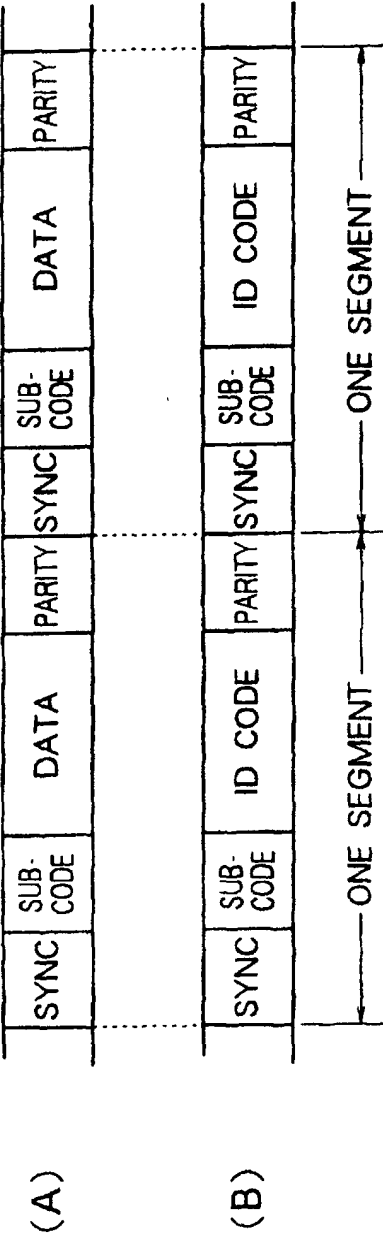 (A)
SYNC SUB-CODE DATA PARITY SYNC SUB-CODE DATA PARITY
(B)
SYNC SUB-CODE ID CODE PARITY SYNC SUB-CODE ID CODE PARITY
ONE SEGMENT ONE SEGMENT